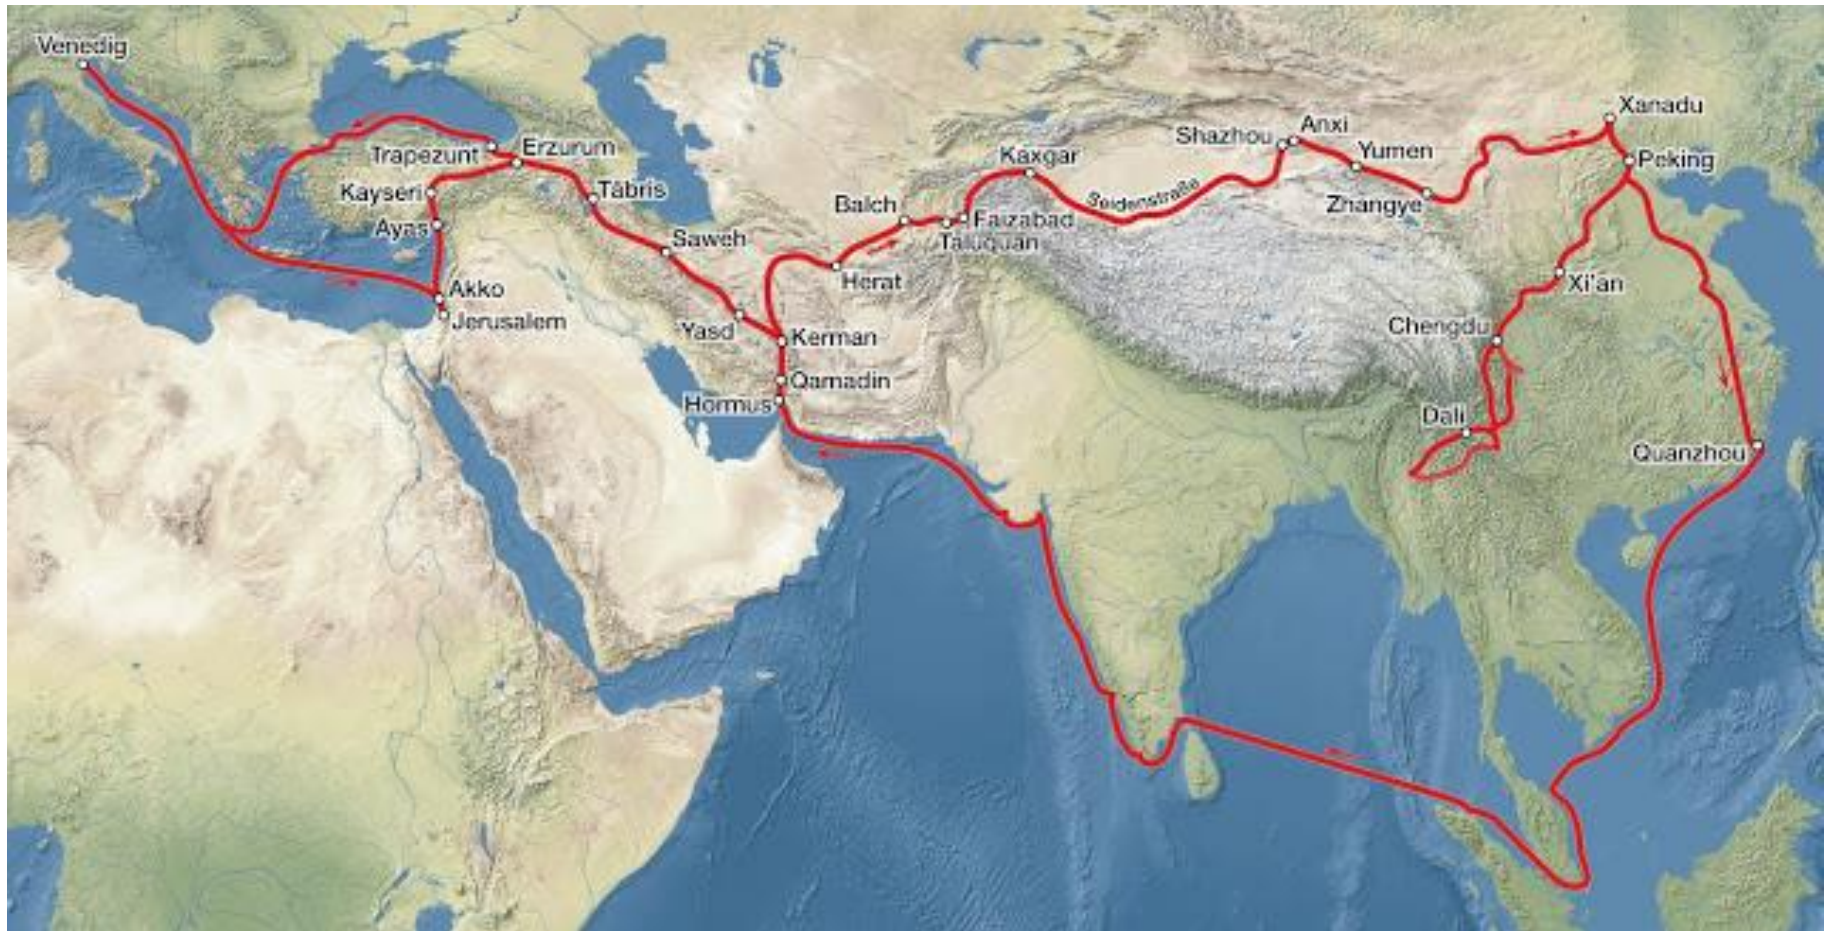 Venedig
Xanadu
Anxi
Shazhou
Trapezunt
Erzurum
Kaxgar
Yumen
Peking
Kayseri
Täbris
Seidenstraße
Zhangye
Balch
Faizabad
Ayas
Saweh
Taluquan
Herat
Xi'an
Akko
Jerusalem
Yasd
Kerman
Chengdu
Qamadin
Hormus
Dali
Quanzhou